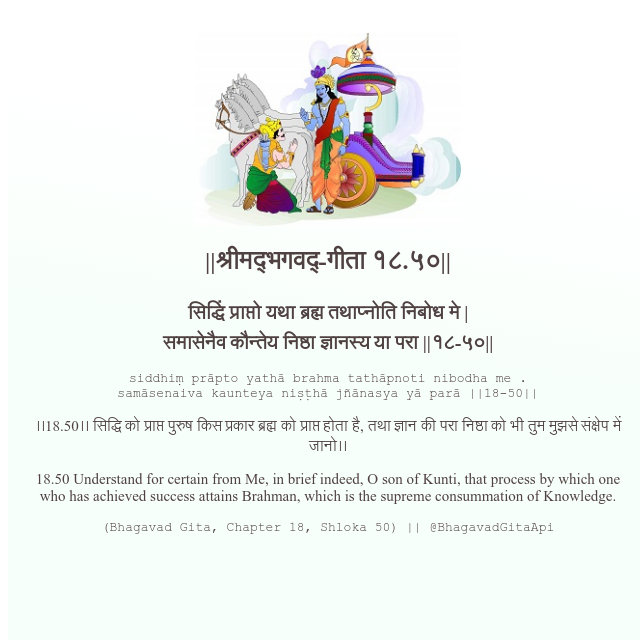 ||श्रीमद्‍भगवद्‍-गीता १८.५०||
सिद्धिं प्राप्तो यथा ब्रह्म तथाप्नोति निबोध मे |
समासेनैव कौन्तेय निष्ठा ज्ञानस्य या परा ||१८-५०||
siddhiṃ prāpto yathā brahma tathāpnoti nibodha me .
samāsenaiva kaunteya niṣṭhā jñānasya yā parā ||18-50||
।।18.50।। सिद्धि को प्राप्त पुरुष किस प्रकार ब्रह्म को प्राप्त होता है, तथा ज्ञान की परा निष्ठा को भी तुम मुझसे संक्षेप में
जानो।।
18.50 Understand for certain from Me, in brief indeed, O son of Kunti, that process by which one
who has achieved success attains Brahman, which is the supreme consummation of Knowledge.
(Bhagavad Gita, Chapter 18, Shloka 50) || @BhagavadGitaApi